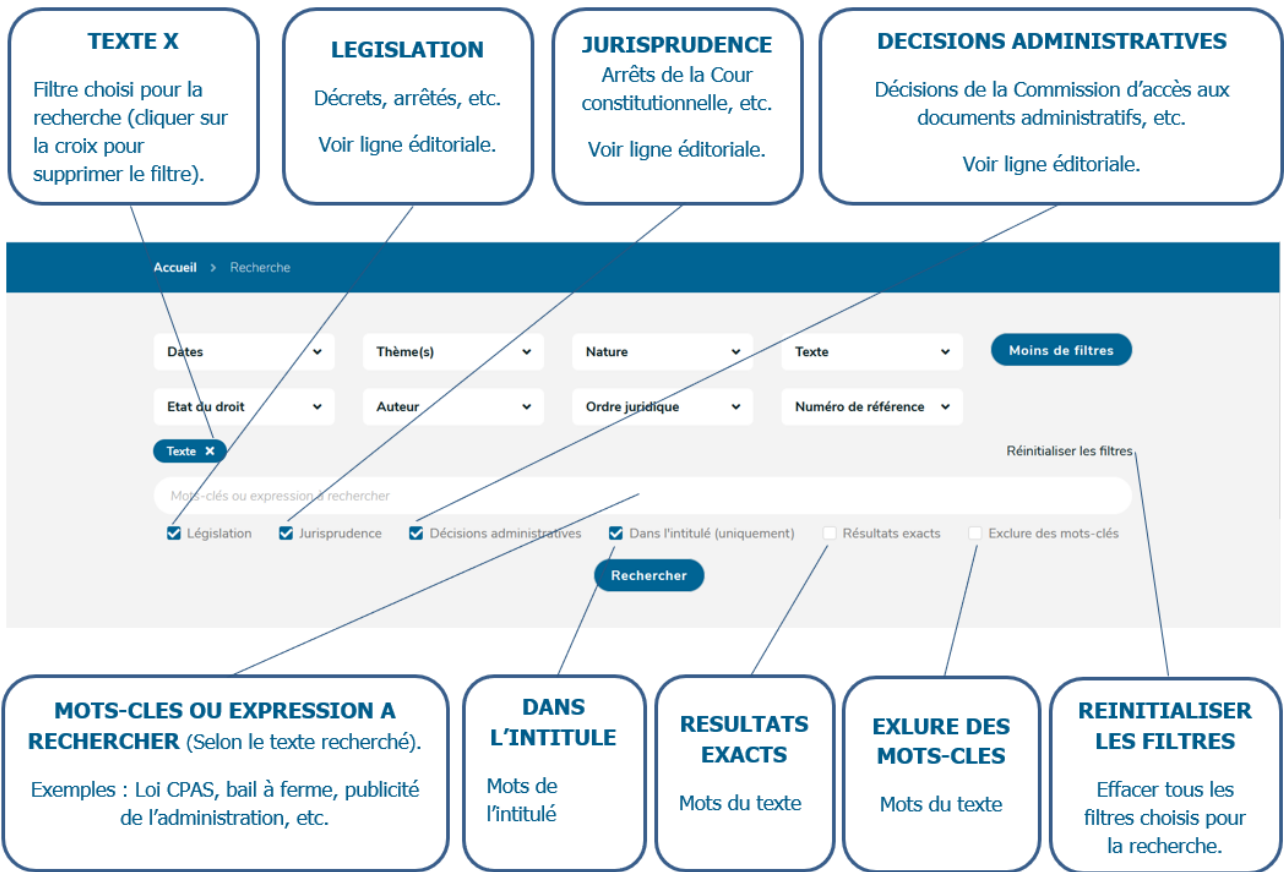 TEXTE X
Filtre choisi pour la
recherche (cliquer sur
la croix pour
supprimer le filtre).
LEGISLATION
Décrets, arrêtés, etc.
Voir ligne éditoriale.
JURISPRUDENCE
Arrêts de la Cour
constitutionnelle, etc.
Voir ligne éditoriale.
DECISIONS ADMINISTRATIVES
Décisions de la Commission d’accès aux
documents administratifs, etc.
Voir ligne éditoriale.
Accueil > Recherche
Dates
Thème(s)
Nature
Texte
Moins de filtres
Etat du droit
Auteur
Ordre juridique
Numéro de référence
Texte X
Réinitialiser les filtres
Mots-clés ou expression à rechercher
Législation
Jurisprudence
Décisions administratives
Dans l'intitulé (uniquement)
Résultats exacts
Exclure des mots-clés
Rechercher
MOTS-CLES OU EXPRESSION A
RECHERCHER (Selon le texte recherché).
Exemples : Loi CPAS, bail à ferme, publicité
de l’administration, etc.
DANS
L’INTITULE
Mots de
l’intitulé
RESULTATS
EXACTS
Mots du texte
EXLURE DES
MOTS-CLES
Mots du texte
REINITIALISER
LES FILTRES
Effacer tous les
filtres choisis pour
la recherche.